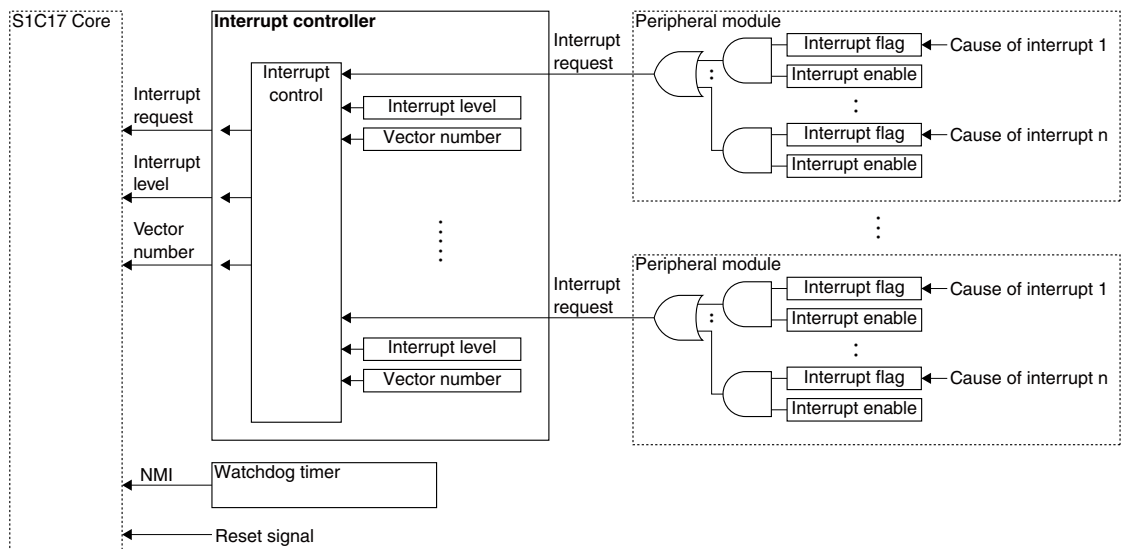 S1C17 Core
Interrupt controller
Peripheral module
Interrupt
request
Interrupt flag
Cause of interrupt 1
Interrupt enable
Interrupt flag
Cause of interrupt n
Interrupt enable
Interrupt
control
Interrupt level
Vector number
Interrupt
request
Interrupt
level
Vector
number
Peripheral module
Interrupt
request
Interrupt flag
Cause of interrupt 1
Interrupt enable
Interrupt flag
Cause of interrupt n
Interrupt enable
Interrupt level
Vector number
NMI
Watchdog timer
Reset signal